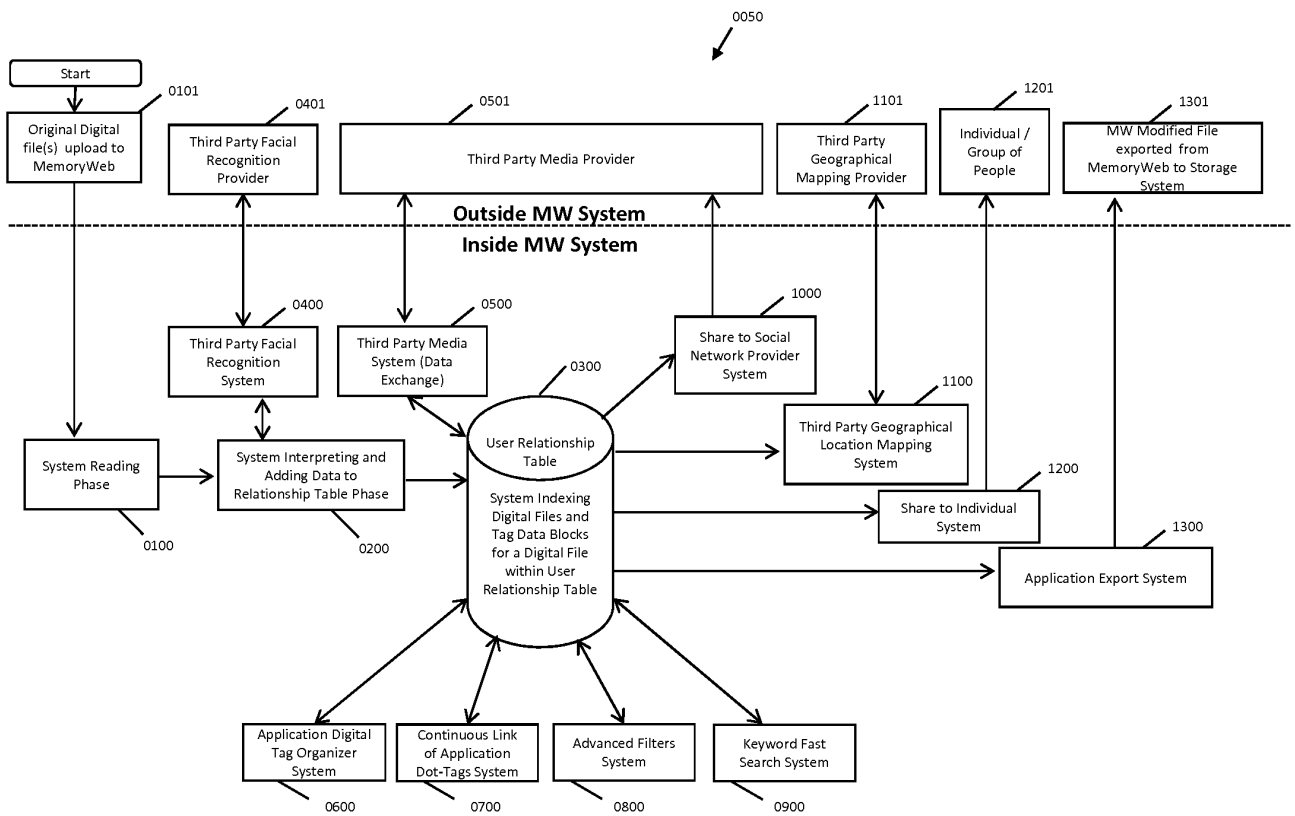 0050
Start
0101
Original Digital
file(s) upload to
MemoryWeb
0401
Third Party Facial
Recognition
Provider
0501
Third Party Media Provider
1101
Third Party
Geographical
Mapping Provider
1201
Individual /
Group of
People
1301
MW Modified File
exported from
MemoryWeb to Storage
System
Outside MW System
Inside MW System
0400
Third Party Facial
Recognition
System
0500
Third Party Media
System (Data
Exchange)
1000
Share to Social
Network Provider
System
0300
User Relationship
Table
System Indexing
Digital Files and
Tag Data Blocks
for a Digital File
within User
Relationship Table
1100
Third Party Geographical
Location Mapping
System
System Reading
Phase
0100
System Interpreting and
Adding Data to
Relationship Table Phase
0200
1200
Share to Individual
System
1300
Application Export System
Application Digital
Tag Organizer
System
0600
Continuous Link
of Application
Dot-Tags System
0700
Advanced Filters
System
0800
Keyword Fast
Search System
0900